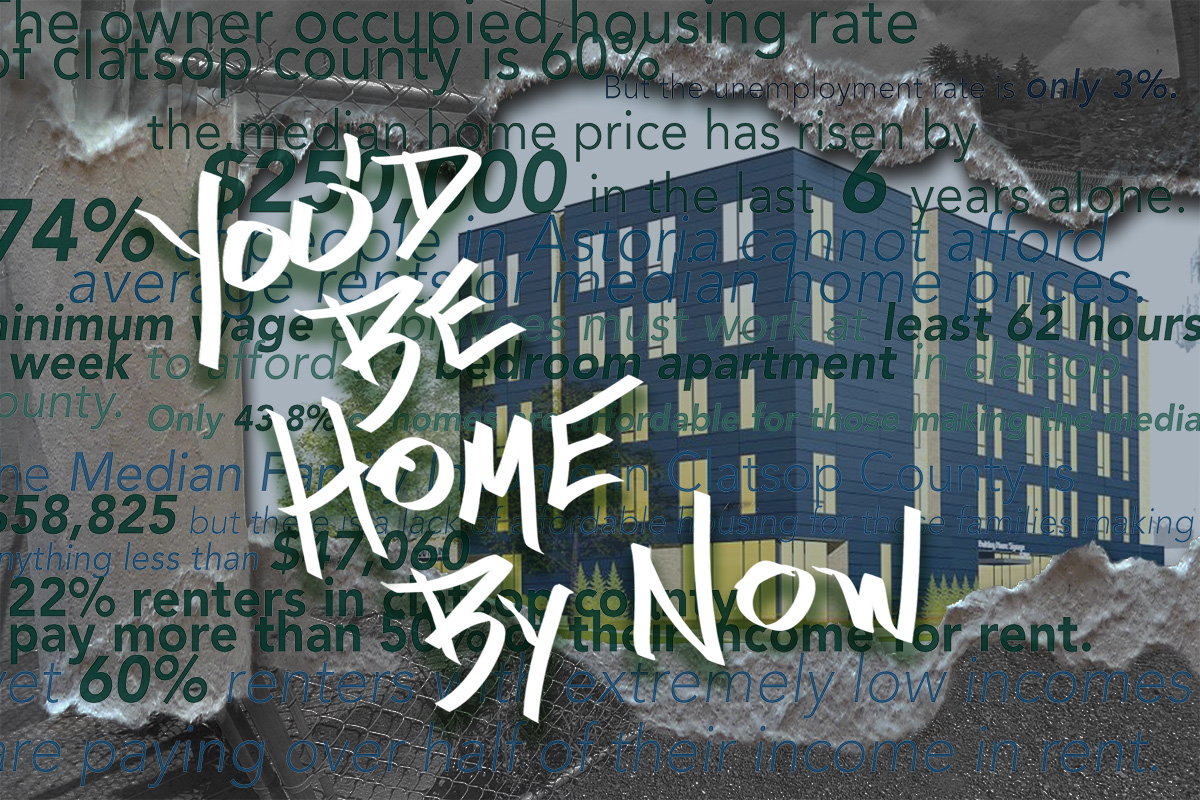 The owner occupied housing rate
of clatsop county is 60%
But the unemployment rate is only 3%.
the median home price has risen by
$250,000 in the last 6 years alone.
74% of people in Astoria cannot afford
average rents or median home prices.
minimum wage employees must work at least 62 hours
week to afford bedroom apartment in clatsop
county.
Only 43.8% of homes are affordable for those making the media
The Median Family Income in Clatsop County is
$58,825 but there is a lack of affordable housing for those families making
anything less than $47,060
22% renters in clatsop county
pay more than 50% of their income for rent.
yet 60% renters with extremely low incomes
are paying over half of their income in rent.
YOU'D
BE
HOME
BY NOW